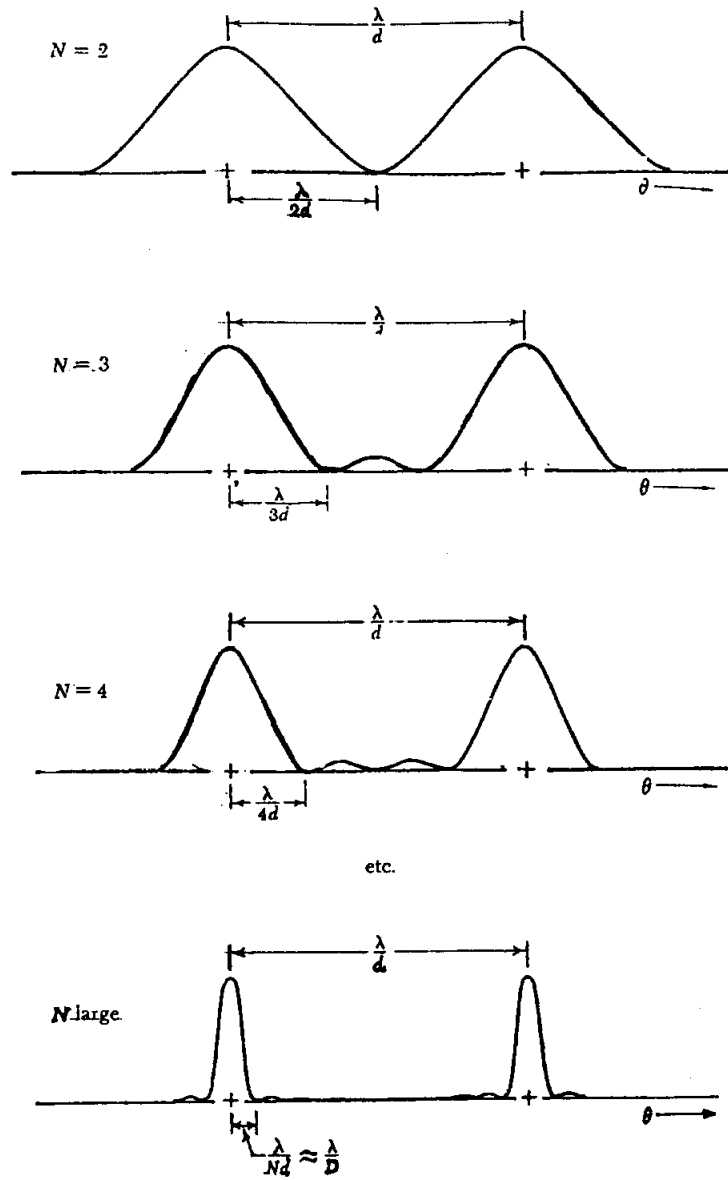 λ/d
N = 2
θ
λ/2d
λ/
N = 3
θ
λ/3d
λ/d
N = 4
θ
λ/4d
etc.
λ/d
N large
θ
λ/Nd ≈ λ/D